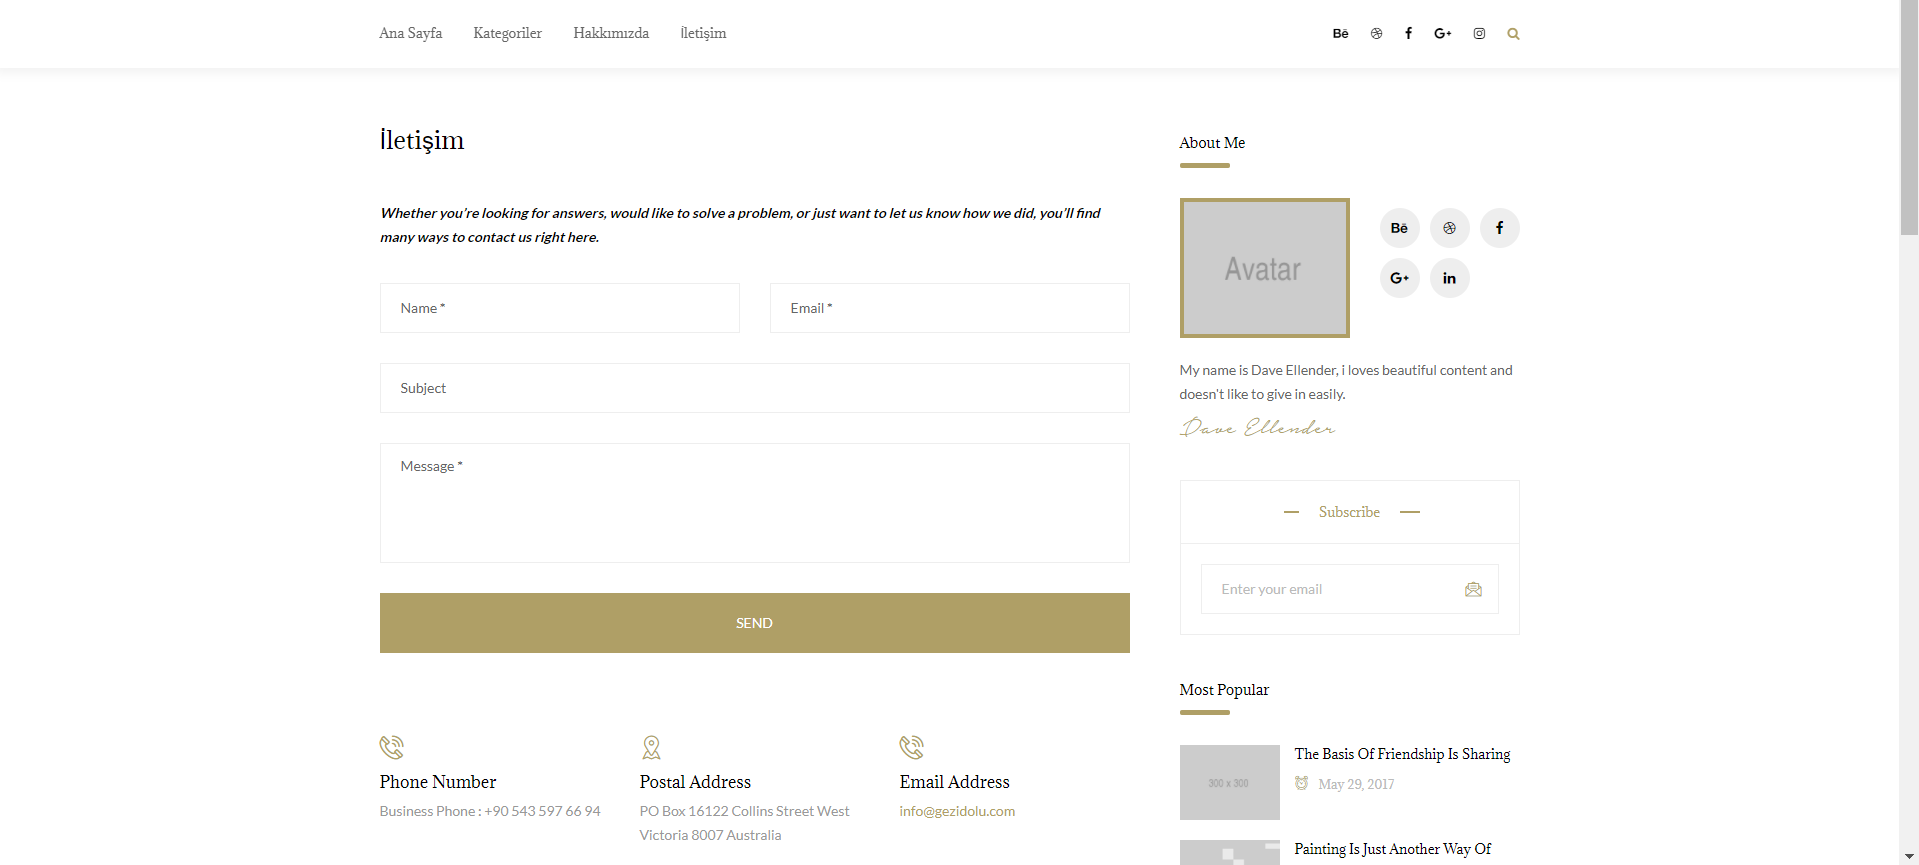 Ana Sayfa Kategoriler Hakkımızda İletişim
İletişim
Whether you're looking for answers, would like to solve a problem, or just want to let us know how we did, you'll find
many ways to contact us right here.
Name *
Email *
Subject
Message *
SEND
Phone Number
Business Phone : +90 543 597 66 94
Postal Address
PO Box 16122 Collins Street West
Victoria 8007 Australia
Email Address
info@gezidolu.com
About Me
Avatar
My name is Dave Ellender, i loves beautiful content and
doesn't like to give in easily.
Dave Ellender
Subscribe
Enter your email
Most Popular
300 x 300
The Basis Of Friendship Is Sharing
May 29, 2017
Painting Is Just Another Way Of